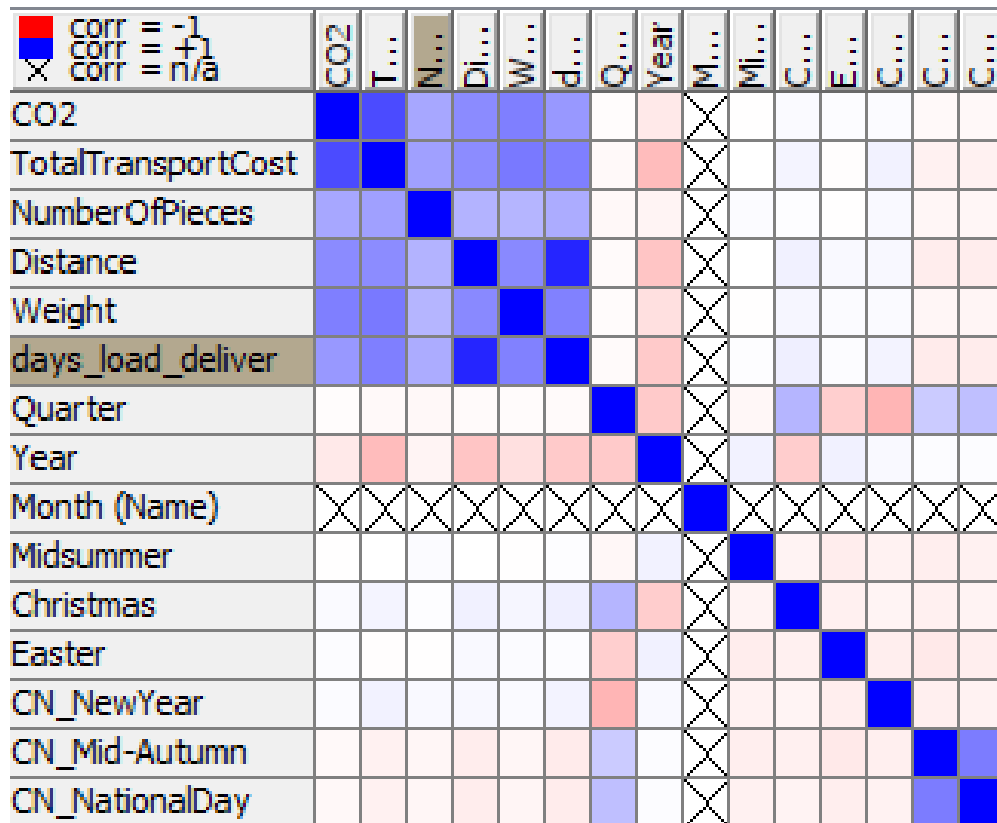 corr = -1
corr = +1
corr = n/a
CO2
T...
N...
Di...
W...
d...
Q...
Year
M...
Mi...
C...
E...
C...
C...
C...
CO2
TotalTransportCost
NumberOfPieces
Distance
Weight
days_load_deliver
Quarter
Year
Month (Name)
Midsummer
Christmas
Easter
CN_NewYear
CN_Mid-Autumn
CN_NationalDay